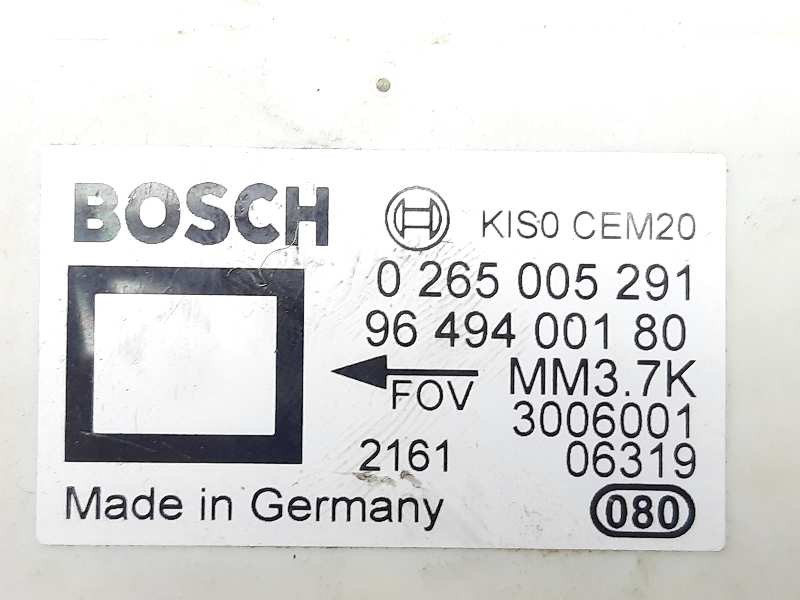 BOSCH
KIS0 CEM20
0 265 005 291
96 494 001 80
FOV MM3.7K
3006001
2161 06319
Made in Germany 080